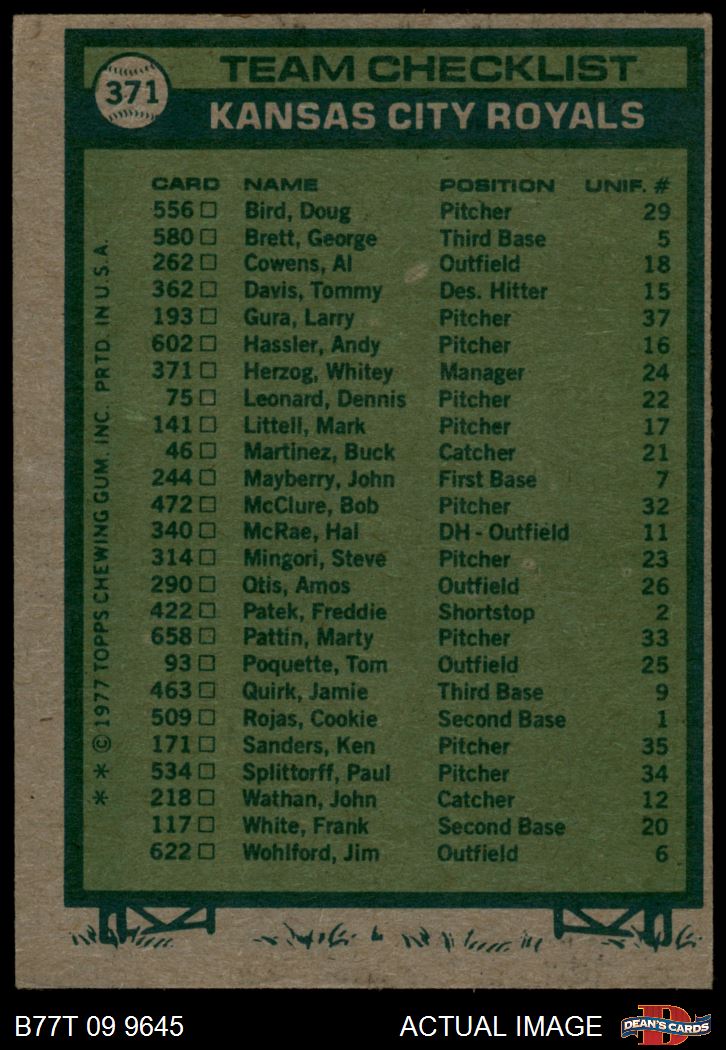 371
TEAM CHECKLIST
KANSAS CITY ROYALS
CARD NAME POSITION UNIF. #
556 □ Bird, Doug Pitcher 29
580 □ Brett, George Third Base 5
262 □ Cowens, Al Outfield 18
362 □ Davis, Tommy Des. Hitter 15
193 □ Gura, Larry Pitcher 37
602 □ Hassler, Andy Pitcher 16
371 □ Herzog, Whitey Manager 24
75 □ Leonard, Dennis Pitcher 22
141 □ Littell, Mark Pitcher 17
46 □ Martinez, Buck Catcher 21
244 □ Mayberry, John First Base 7
472 □ McClure, Bob Pitcher 32
340 □ McRae, Hal DH - Outfield 11
314 □ Mingori, Steve Pitcher 23
290 □ Otis, Amos Outfield 26
422 □ Patek, Freddie Shortstop 2
658 □ Pattin, Marty Pitcher 33
93 □ Poquette, Tom Outfield 25
463 □ Quirk, Jamie Third Base 9
509 □ Rojas, Cookie Second Base 1
171 □ Sanders, Ken Pitcher 35
534 □ Splittorff, Paul Pitcher 34
218 □ Wathan, John Catcher 12
117 □ White, Frank Second Base 20
622 □ Wohlford, Jim Outfield 6
* * © 1977 TOPPS CHEWING GUM, INC. PRTD. IN U.S.A.
B77T 09 9645 ACTUAL IMAGE
DEAN'S CARDS